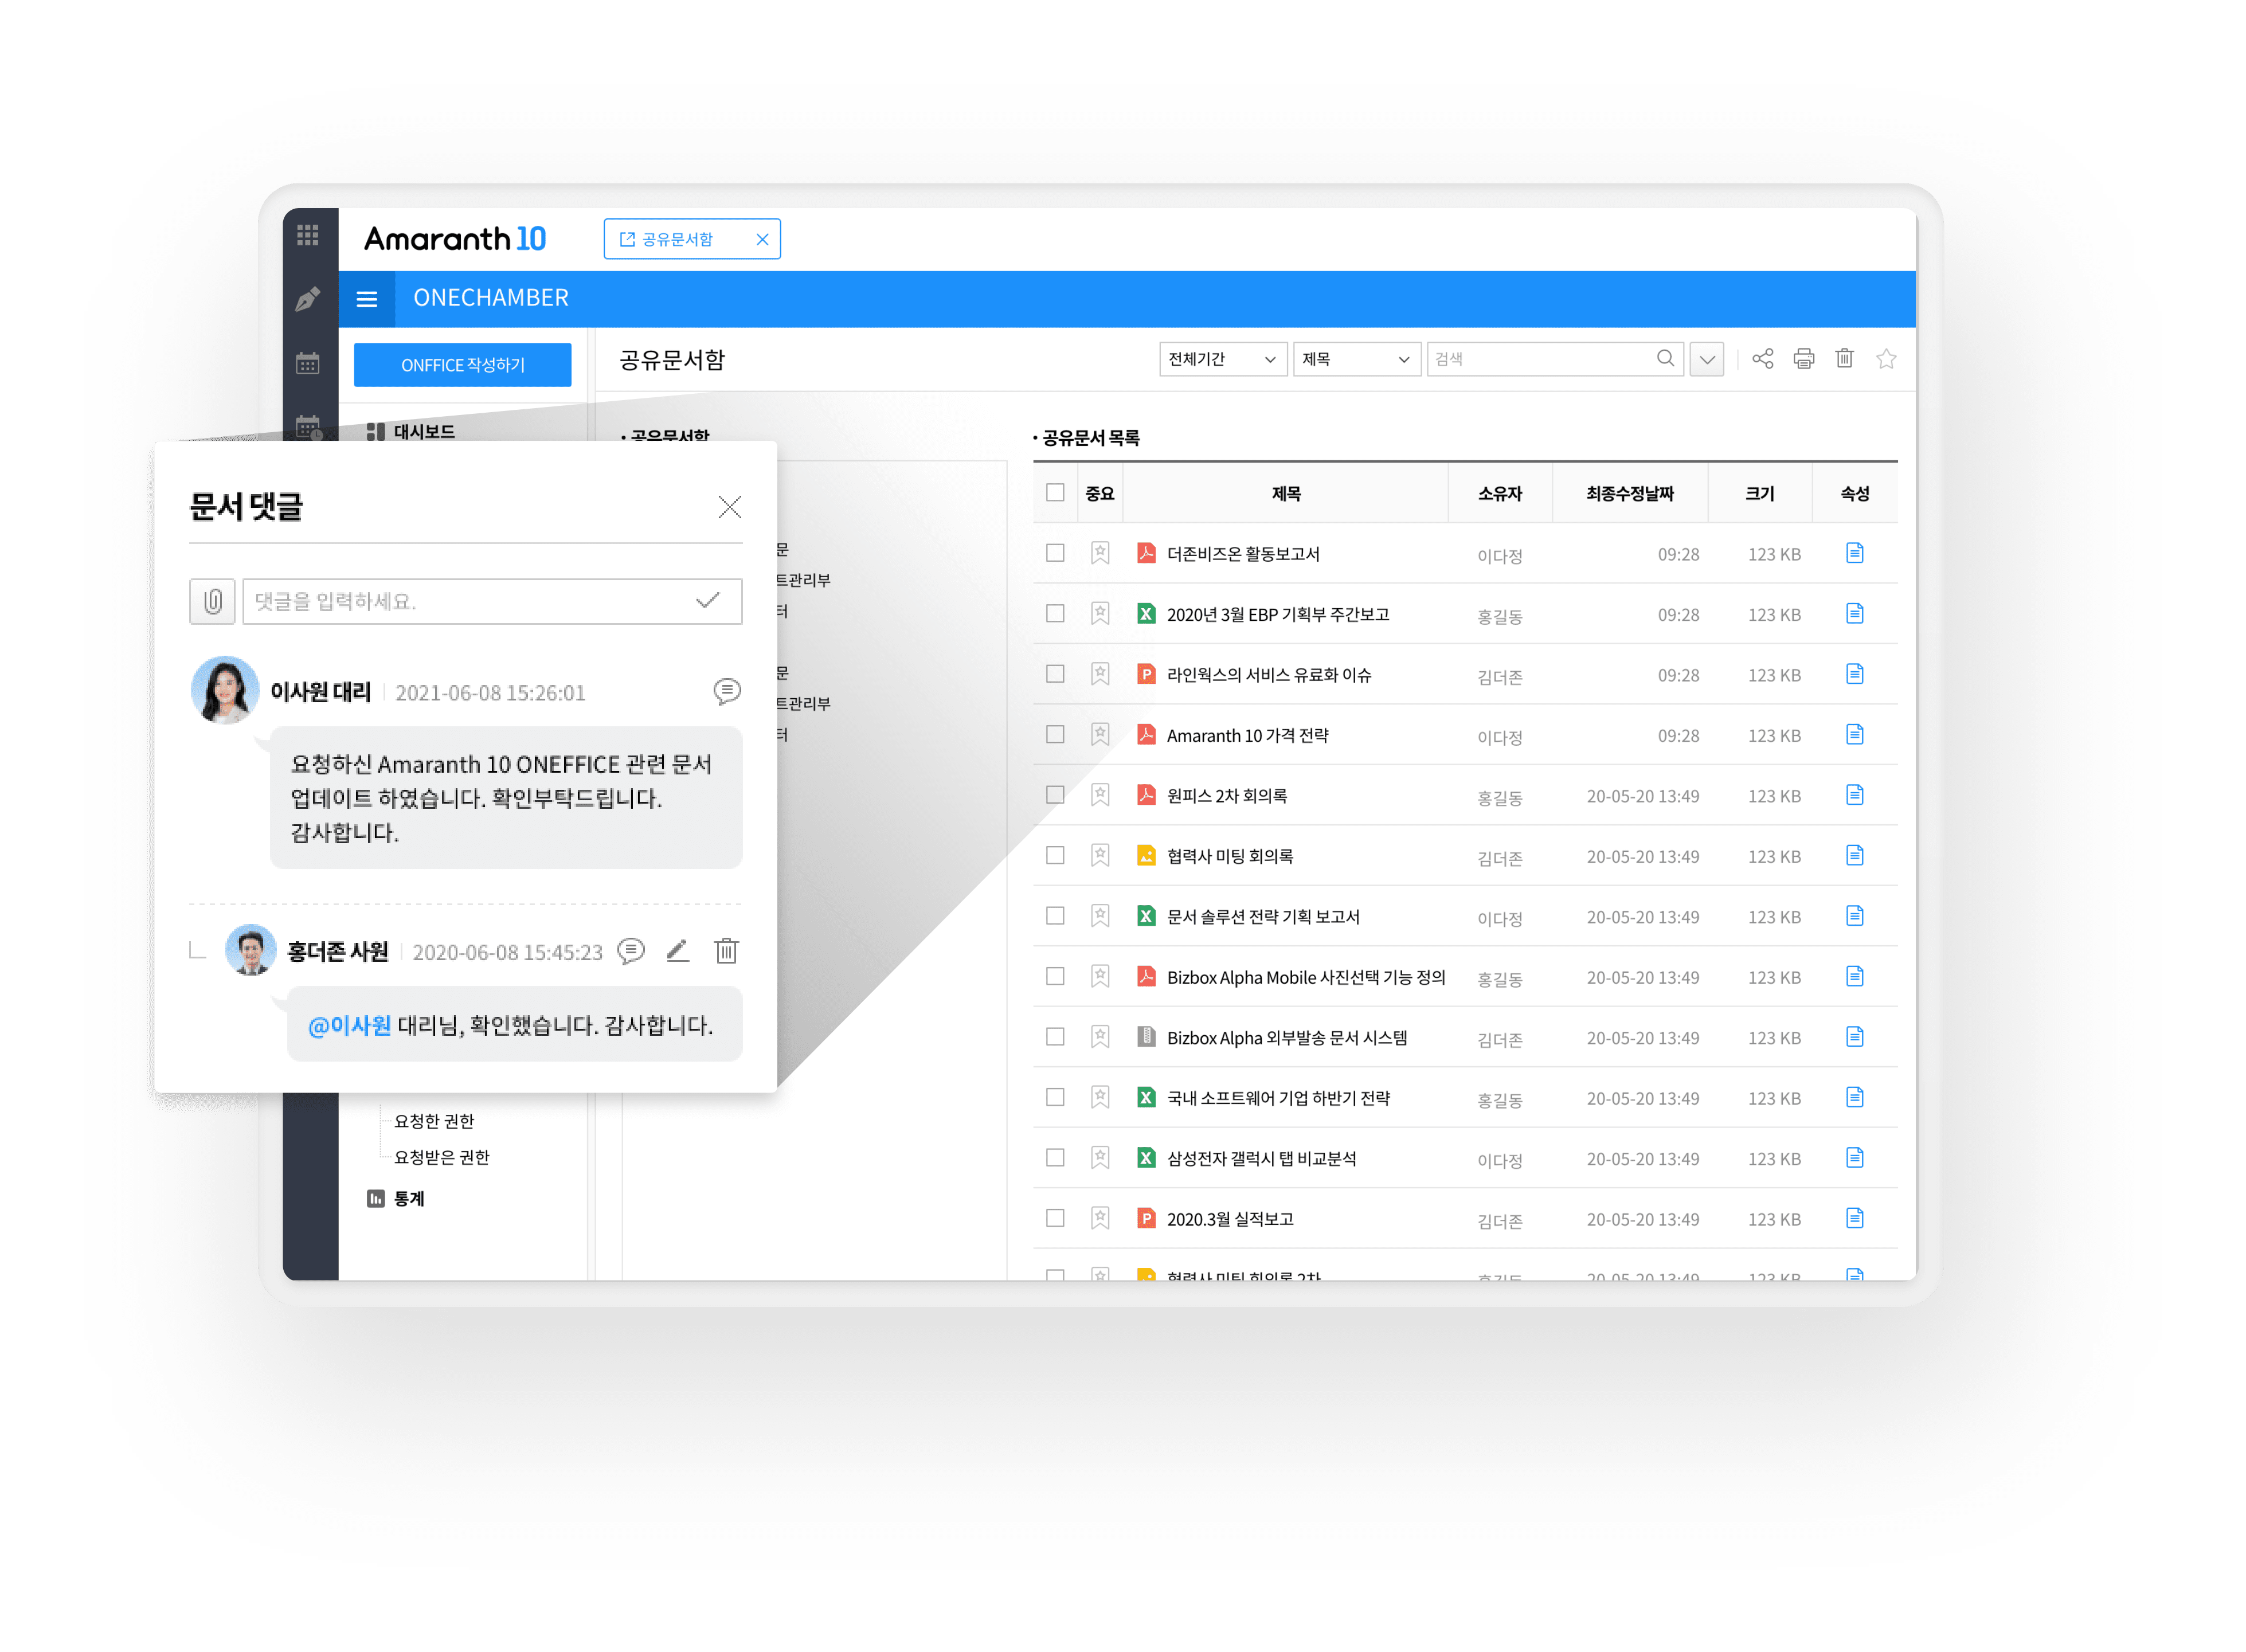 Amaranth 10
공유문서함
ONECHAMBER
ONFFICE 작성하기
공유문서함
전체기간
제목
검색
대시보드
· 공유문서함
문
트관리부
터
문
트관리부
터
문서 댓글
댓글을 입력하세요.
이사원 대리 2021-06-08 15:26:01
요청하신 Amaranth 10 ONEFFICE 관련 문서
업데이트 하였습니다. 확인부탁드립니다.
감사합니다.
홍더존 사원 2020-06-08 15:45:23
@이사원 대리님, 확인했습니다. 감사합니다.
요청한 권한
요청받은 권한
통계
· 공유문서 목록
중요 제목 소유자 최종수정날짜 크기 속성
더존비즈온 활동보고서 이다정 09:28 123 KB
2020년 3월 EBP 기획부 주간보고 홍길동 09:28 123 KB
라인웍스의 서비스 유료화 이슈 김더존 09:28 123 KB
Amaranth 10 가격 전략 이다정 09:28 123 KB
원피스 2차 회의록 홍길동 20-05-20 13:49 123 KB
협력사 미팅 회의록 김더존 20-05-20 13:49 123 KB
문서 솔루션 전략 기획 보고서 이다정 20-05-20 13:49 123 KB
Bizbox Alpha Mobile 사진선택 기능 정의 홍길동 20-05-20 13:49 123 KB
Bizbox Alpha 외부발송 문서 시스템 김더존 20-05-20 13:49 123 KB
국내 소프트웨어 기업 하반기 전략 홍길동 20-05-20 13:49 123 KB
삼성전자 갤럭시 탭 비교분석 이다정 20-05-20 13:49 123 KB
2020.3월 실적보고 김더존 20-05-20 13:49 123 KB
협력사 미팅 회의록 2차 홍길동 20-05-20 13:49 123 KB